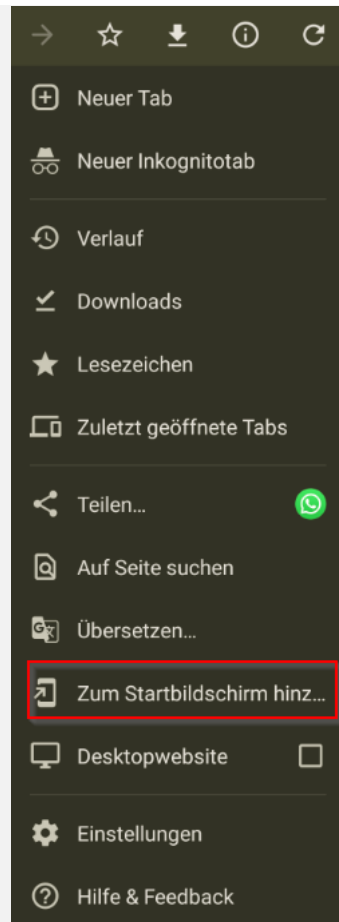 Neuer Tab
Neuer Inkognitotab
Verlauf
Downloads
Lesezeichen
Zuletzt geöffnete Tabs
Teilen...
Auf Seite suchen
Übersetzen...
Zum Startbildschirm hinz...
Desktopwebsite
Einstellungen
Hilfe & Feedback